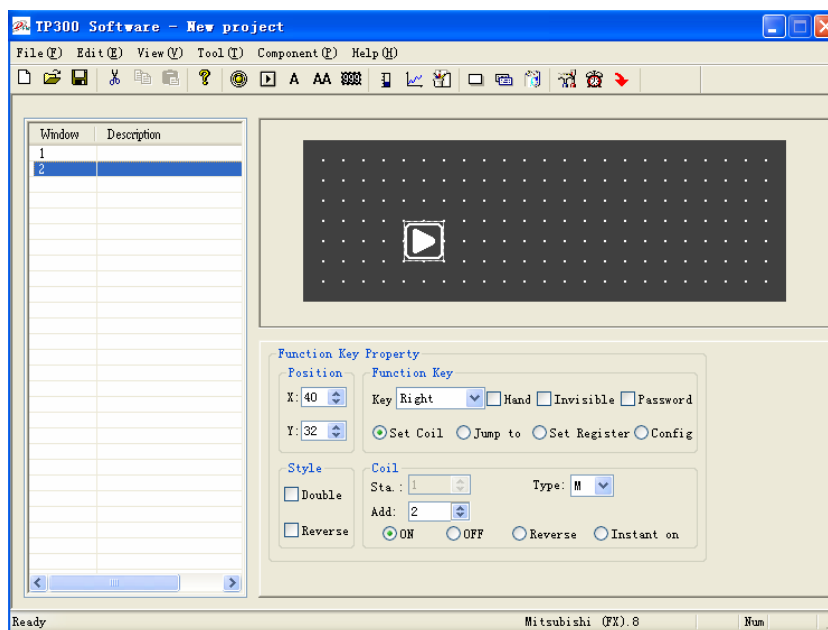 TP300 Software - New project
File(F) Edit(E) View(V) Tool(T) Component(P) Help(H)
A AA
Window Description
1
2
Function Key Property
Position Function Key
X: 40 Key Right Hand Invisible Password
Y: 32 Set Coil Jump to Set Register Config
Style Coil
Double Sta.: 1 Type: M
Add: 2
Reverse ON OFF Reverse Instant on
Ready Mitsubishi (FX).8 Num